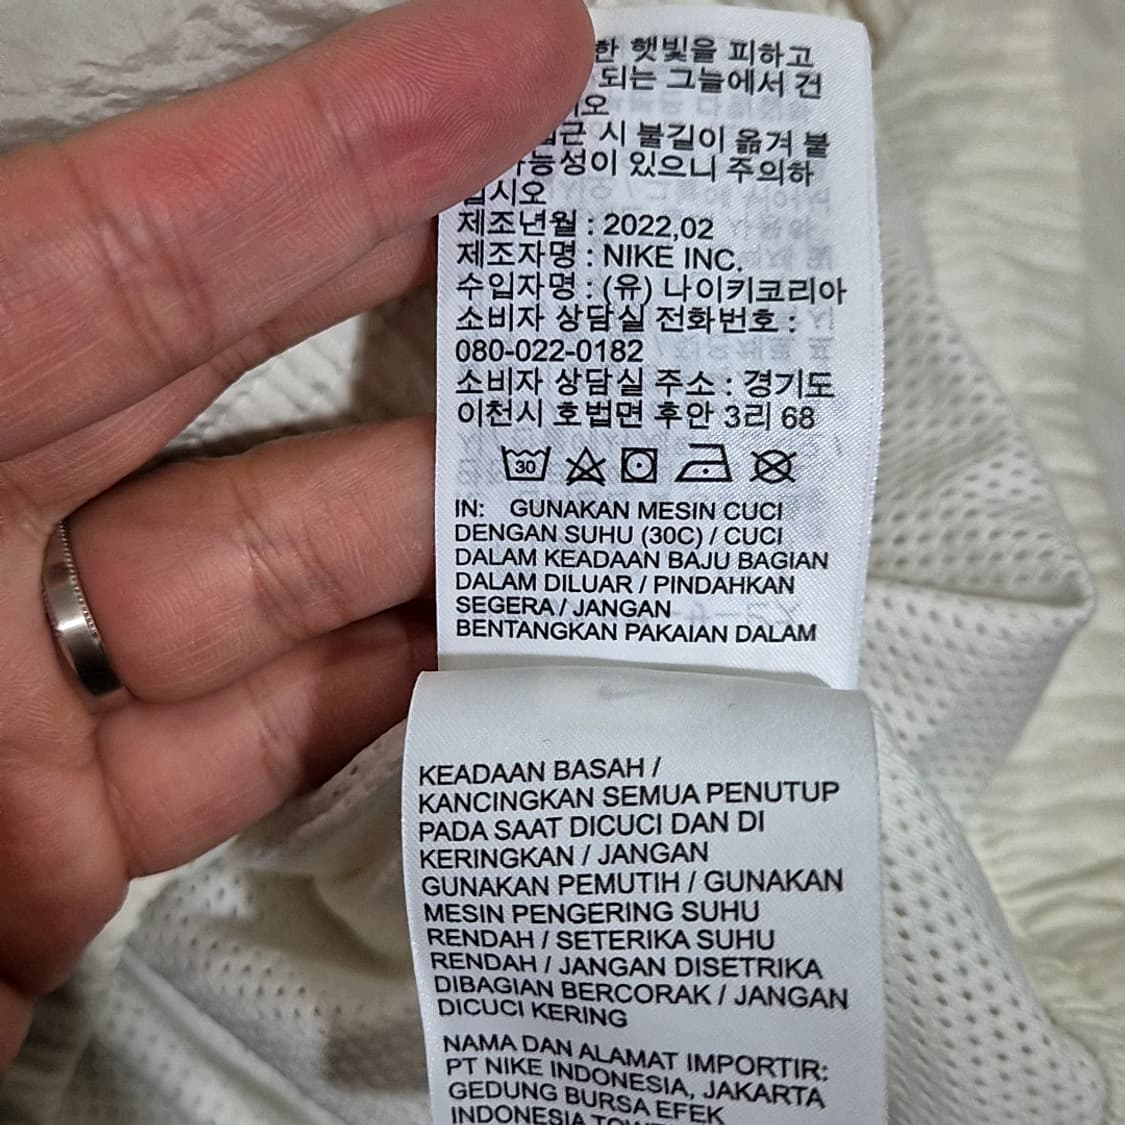 한 햇빛을 피하고
되는 그늘에서 건
시오
접근 시 불길이 옮겨 붙
가능성이 있으니 주의하
십시오
제조년월 : 2022,02
제조자명 : NIKE INC.
수입자명 : (유) 나이키코리아
소비자 상담실 전화번호 :
080-022-0182
소비자 상담실 주소 : 경기도
이천시 호법면 후안 3리 68
30
IN: GUNAKAN MESIN CUCI
DENGAN SUHU (30C) / CUCI
DALAM KEADAAN BAJU BAGIAN
DALAM DILUAR / PINDAHKAN
SEGERA / JANGAN
BENTANGKAN PAKAIAN DALAM
KEADAAN BASAH /
KANCINGKAN SEMUA PENUTUP
PADA SAAT DICUCI DAN DI
KERINGKAN / JANGAN
GUNAKAN PEMUTIH / GUNAKAN
MESIN PENGERING SUHU
RENDAH / SETERIKA SUHU
RENDAH / JANGAN DISETRIKA
DIBAGIAN BERCORAK / JANGAN
DICUCI KERING
NAMA DAN ALAMAT IMPORTIR:
PT NIKE INDONESIA, JAKARTA
GEDUNG BURSA EFEK
INDONESIA